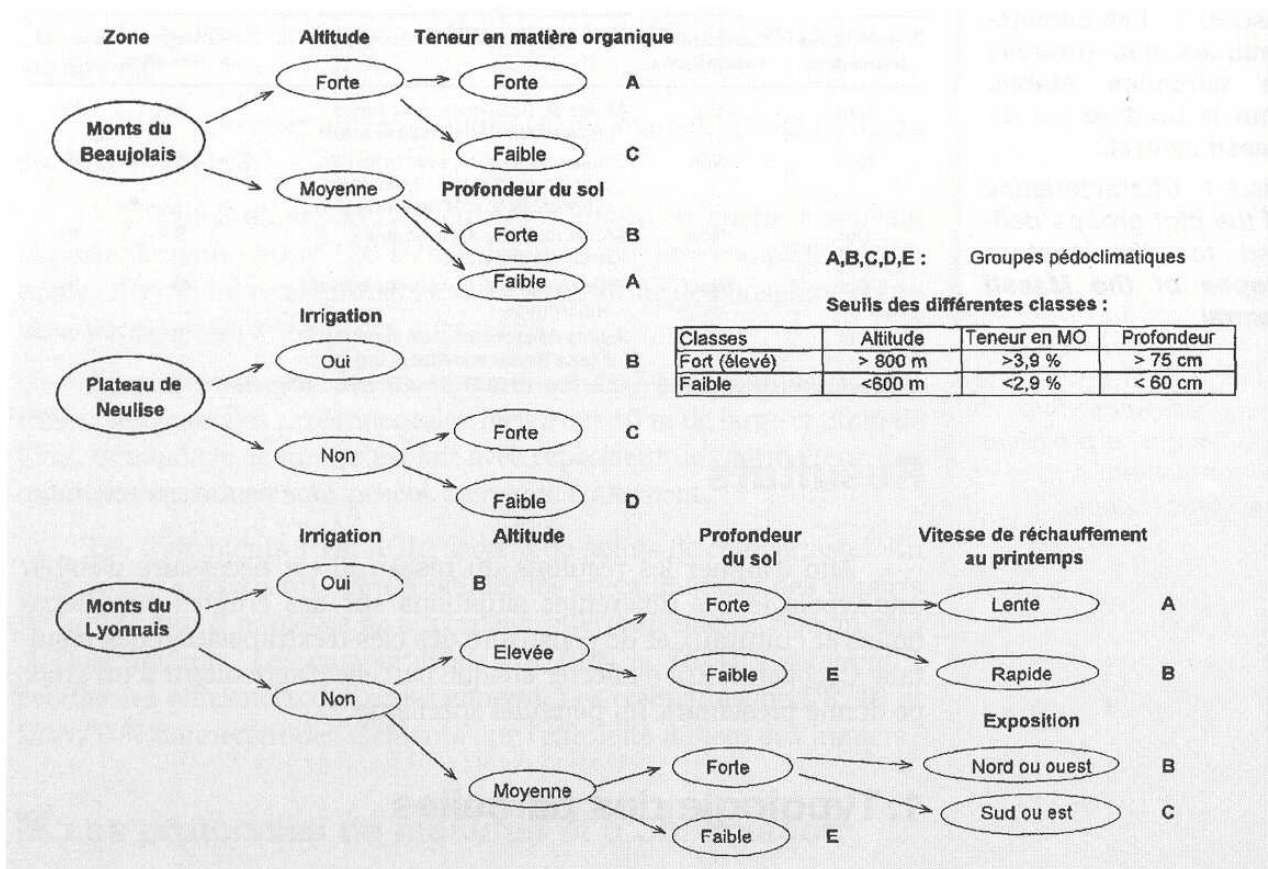 Zone Altitude Teneur en matière organique
Forte Forte A
Monts du
Beaujolais
Faible C
Moyenne Profondeur du sol
Forte B
Faible A
A,B,C,D,E : Groupes pédoclimatiques
Seuils des différentes classes :
Classes Altitude Teneur en MO Profondeur
Fort (élevé) > 800 m >3,9 % > 75 cm
Faible <600 m <2,9 % < 60 cm
Irrigation
Oui B
Plateau de
Neulise
Non Forte C
Faible D
Irrigation Altitude Profondeur
du sol
Vitesse de réchauffement
au printemps
Oui B
Monts du
Lyonnais
Non
Elevée
Forte Lente A
Faible E Rapide B
Exposition
Moyenne
Forte Nord ou ouest B
Sud ou est C
Faible E